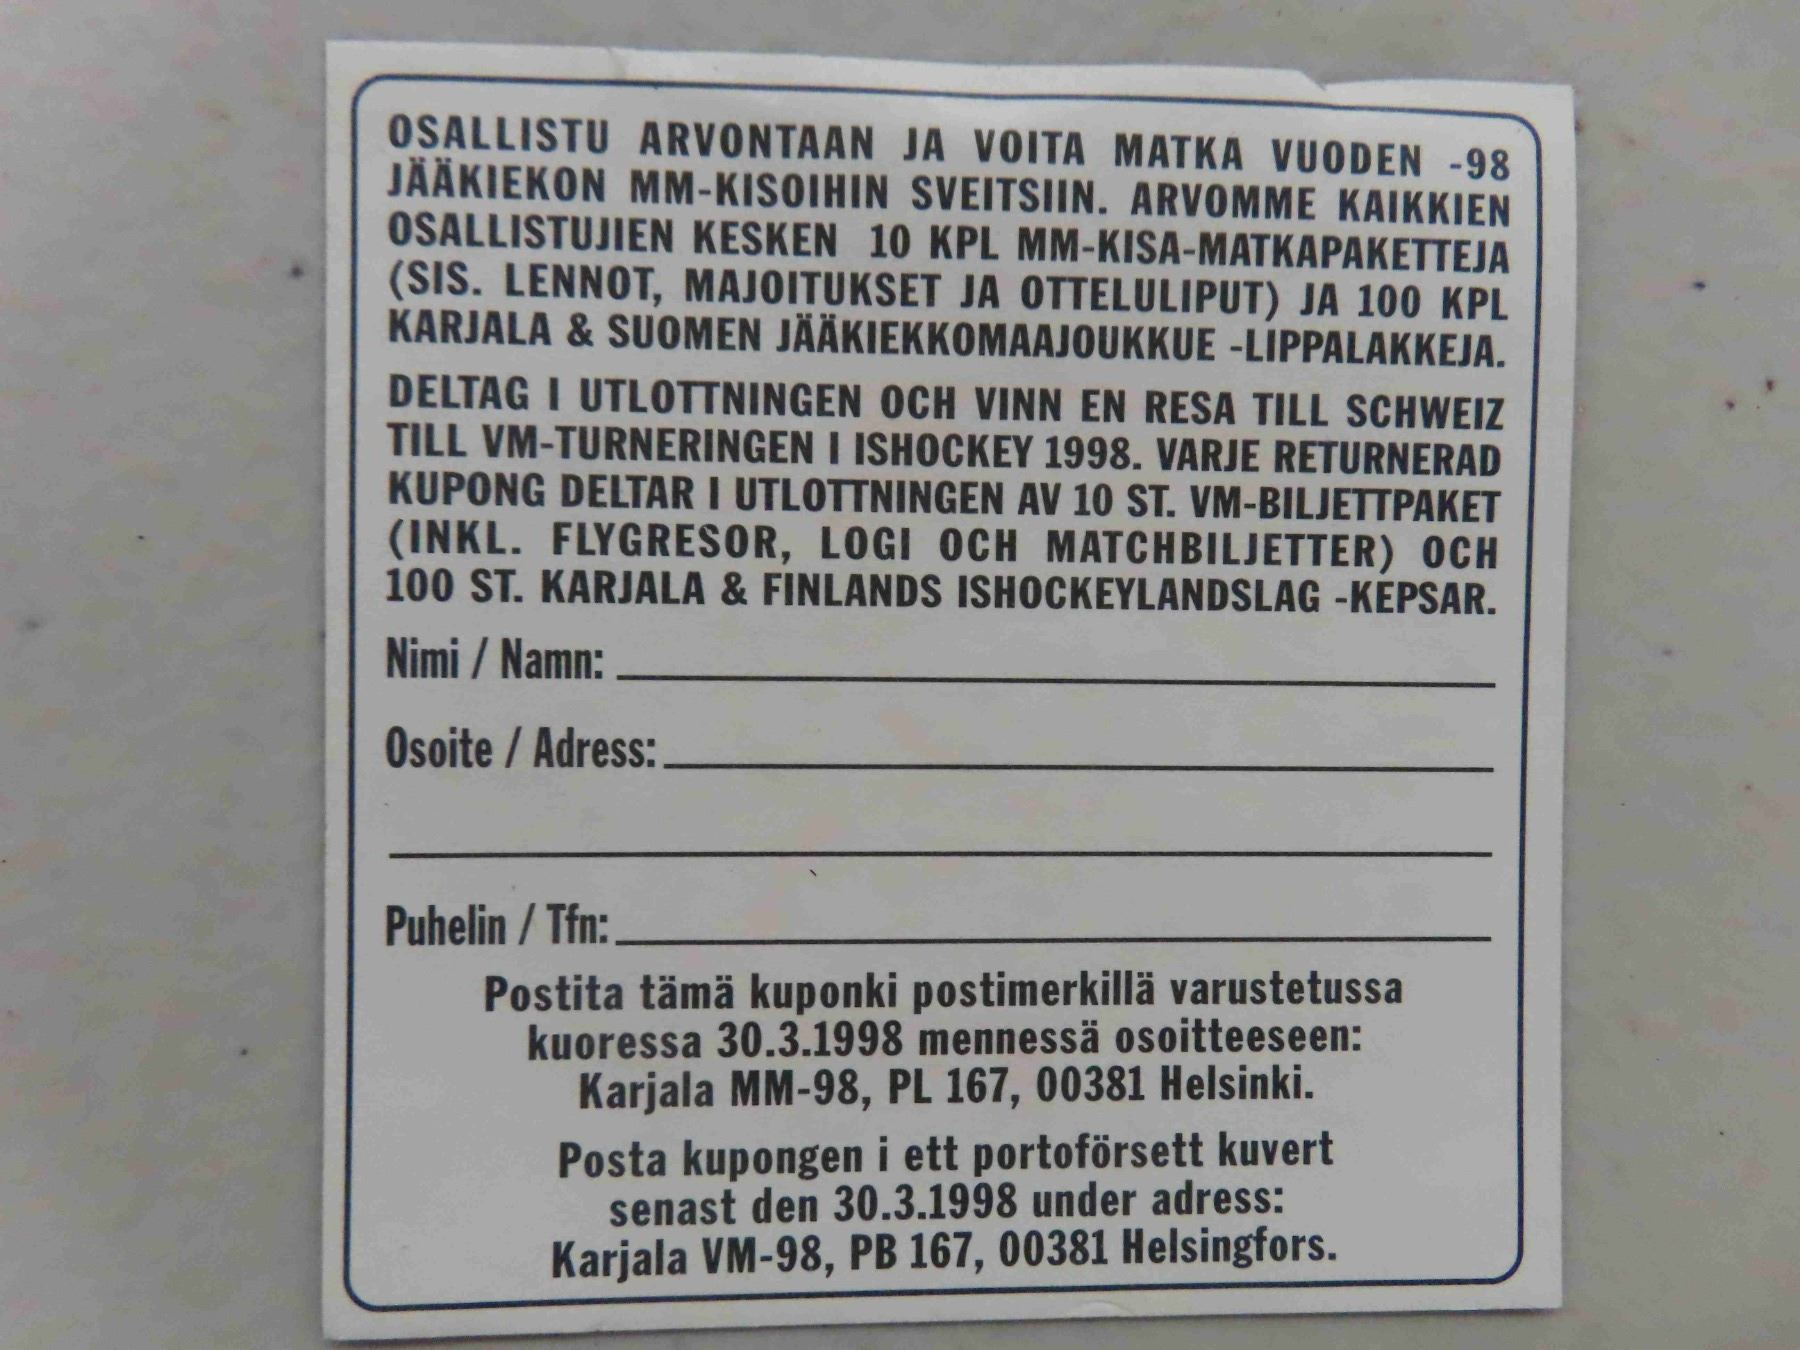 OSALLISTU ARVONTAAN JA VOITA MATKA VUODEN -98
JÄÄKIEKON MM-KISOIHIN SVEITSIIN. ARVOMME KAIKKIEN
OSALLISTUJIEN KESKEN 10 KPL MM-KISA-MATKAPAKETTEJA
(SIS. LENNOT, MAJOITUKSET JA OTTELULIPUT) JA 100 KPL
KARJALA & SUOMEN JÄÄKIEKKOMAAJOUKKUE -LIPPALAKKEJA.
DELTAG I UTLOTTNINGEN OCH VINN EN RESA TILL SCHWEIZ
TILL VM-TURNERINGEN I ISHOCKEY 1998. VARJE RETURNERAD
KUPONG DELTAR I UTLOTTNINGEN AV 10 ST. VM-BILJETTPAKET
(INKL. FLYGRESOR, LOGI OCH MATCHBILJETTER) OCH
100 ST. KARJALA & FINLANDS ISHOCKEYLANDSLAG -KEPSAR.
Nimi / Namn:
Osoite / Adress:
Puhelin / Tfn:
Postita tämä kuponki postimerkillä varustetussa
kuoressa 30.3.1998 mennessä osoitteeseen:
Karjala MM-98, PL 167, 00381 Helsinki.
Posta kupongen i ett portoförsett kuvert
senast den 30.3.1998 under adress:
Karjala VM-98, PB 167, 00381 Helsingfors.